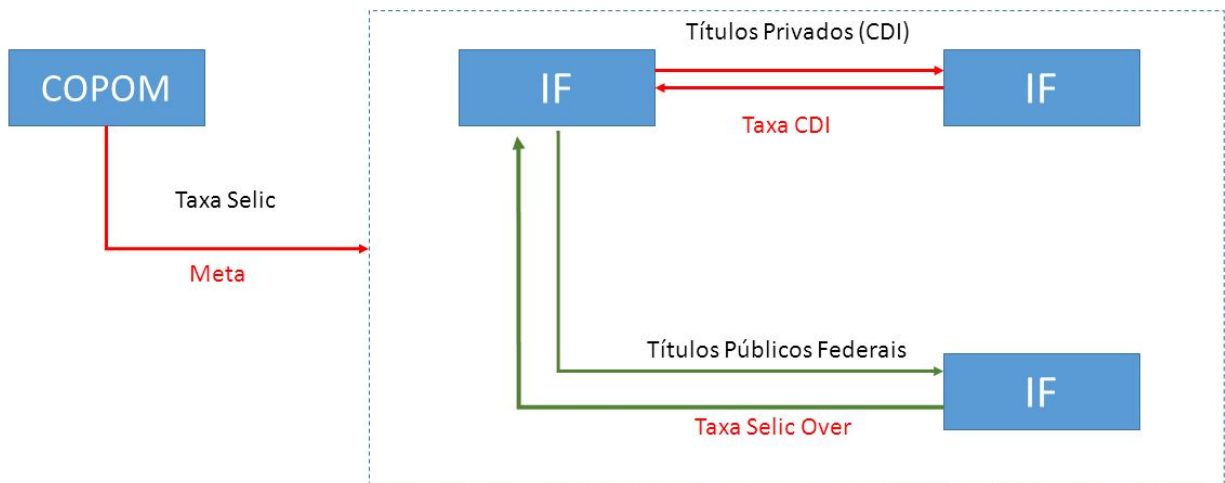 Títulos Privados (CDI)
COPOM
IF
IF
Taxa CDI
Taxa Selic
Meta
Títulos Públicos Federais
IF
Taxa Selic Over